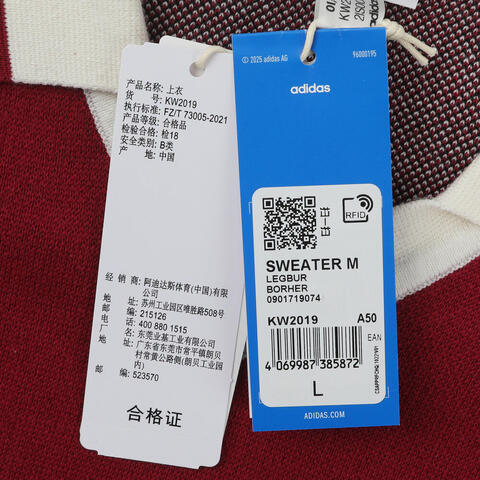 产品名称: 上衣
货 号: KW2019
执行标准: FZ/T 73005-2021
产品等级: 合格品
检验合格: 检18
安全类别: B类
产 地: 中国
经 销 商: 阿迪达斯体育(中国)有限公司
地 址: 苏州工业园区唯胜路508号
邮 编: 215126
电 话: 400 880 1515
制 造 商: 东莞业基工业有限公司
地 址: 广东省东莞市常平镇朗贝
村常黄公路侧(朗贝工业园
内)
邮 编: 523570
合格证
© 2025 adidas AG
96000195
adidas
RFID
SWEATER M
LEGBUR
BORHER
0901719074
KW2019 A50
EAN
4 069987 385872
L
ADIDAS.COM
adidas